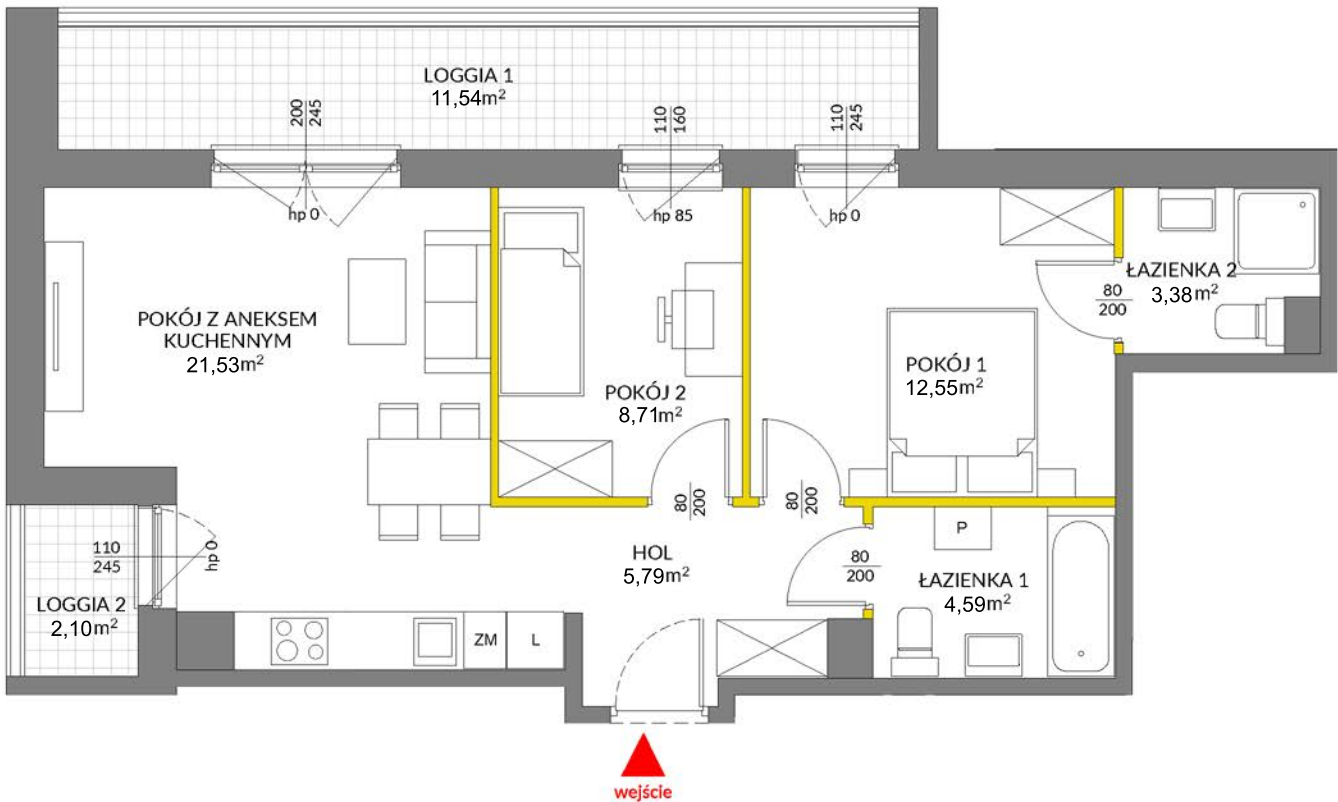 LOGGIA 1
11,54m²
200
245
110
160
110
245
hp 0
hp 85
hp 0
ŁAZIENKA 2
3,38m²
80
200
POKÓJ Z ANEKSEM
KUCHENNYM
21,53m²
POKÓJ 1
12,55m²
POKÓJ 2
8,71m²
80
200
80
200
P
110
245
hp 0
HOL
5,79m²
80
200
ŁAZIENKA 1
4,59m²
LOGGIA 2
2,10m²
ZM
L
wejście